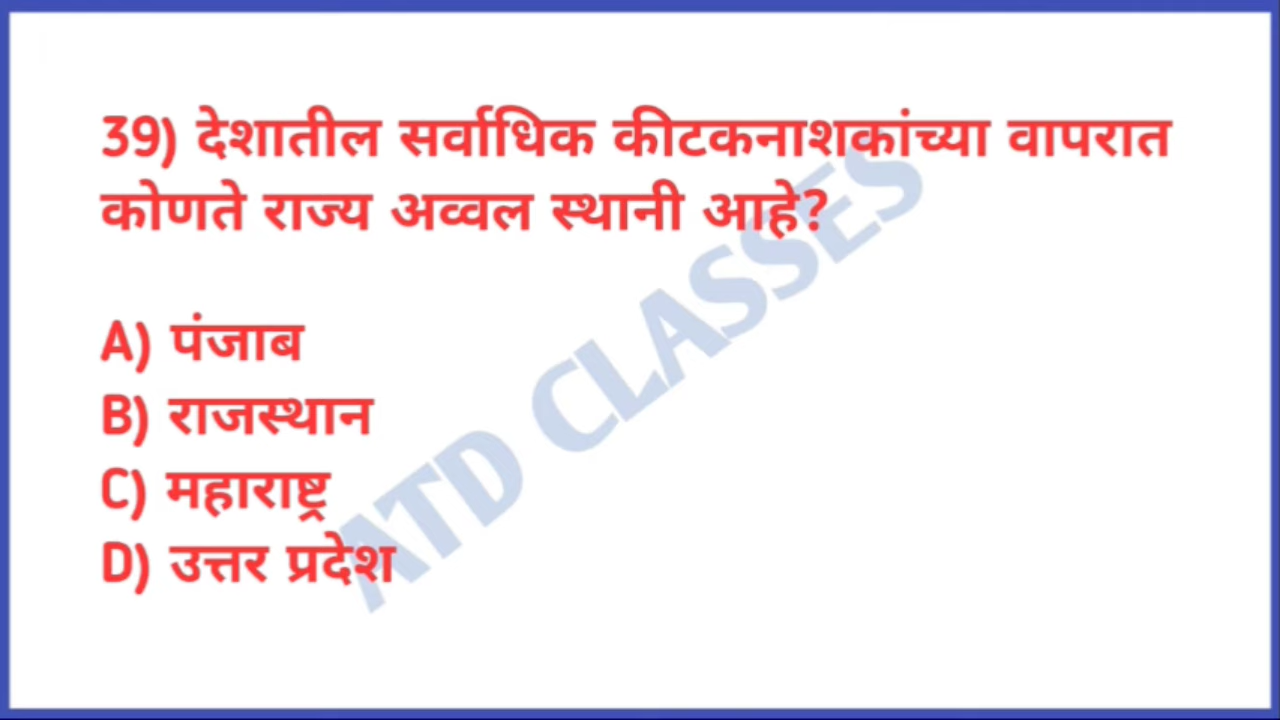 39) देशातील सर्वाधिक कीटकनाशकांच्या वापरात
कोणते राज्य अव्वल स्थानी आहे?
A) पंजाब
B) राजस्थान
C) महाराष्ट्र
D) उत्तर प्रदेश
ATD CLASSES